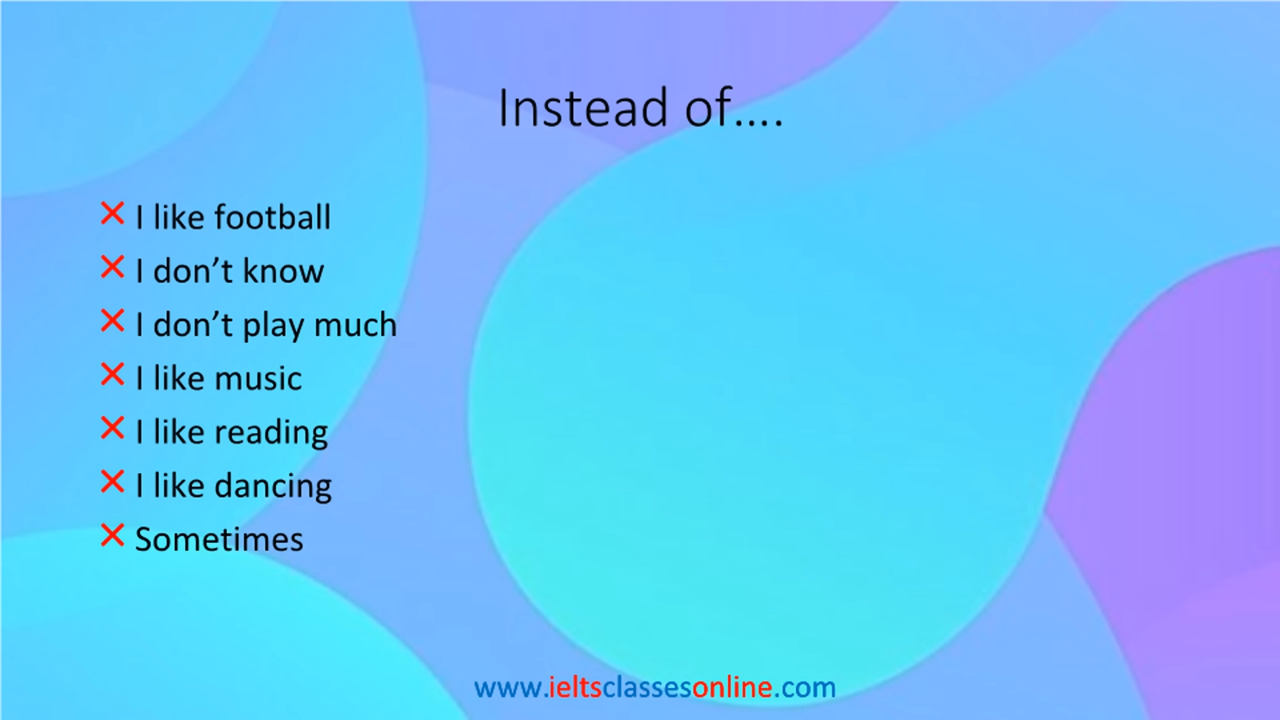 Instead of....
✕ I like football
✕ I don’t know
✕ I don’t play much
✕ I like music
✕ I like reading
✕ I like dancing
✕ Sometimes
www.ieltsclassesonline.com